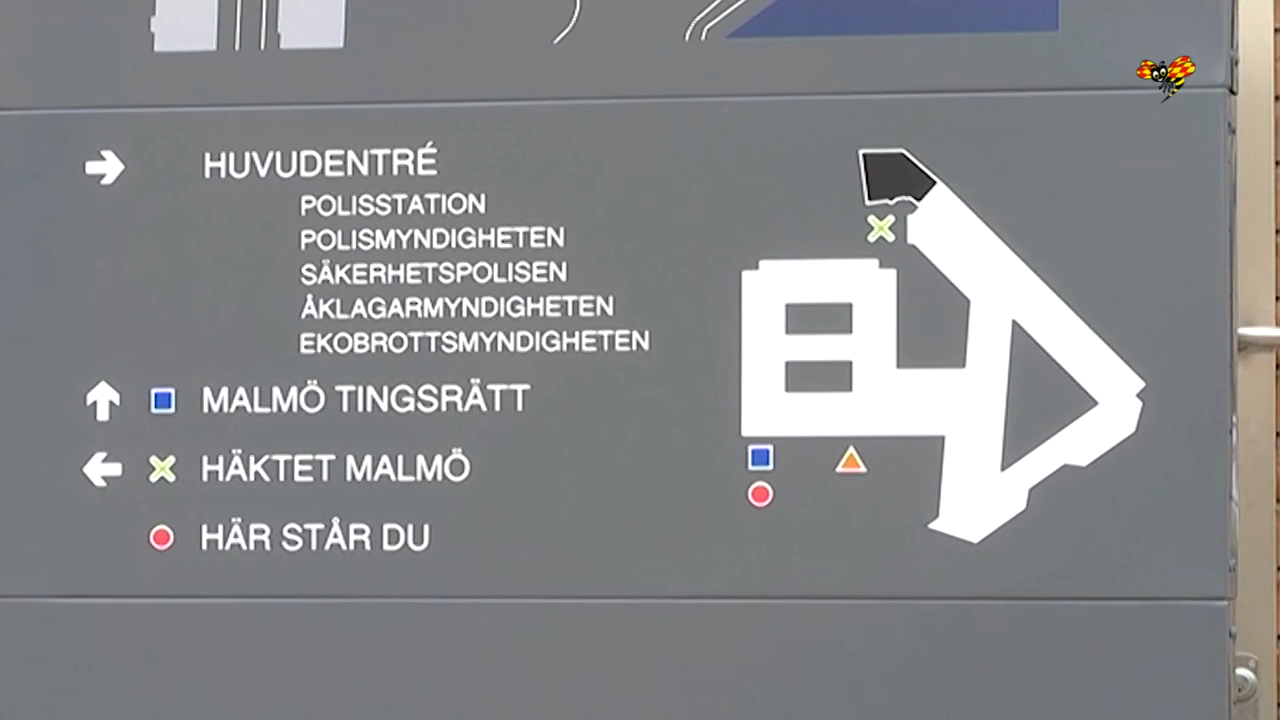 HUVUDENTRÉ
POLISSTATION
POLISMYNDIGHETEN
SÄKERHETSPOLISEN
ÅKLAGARMYNDIGHETEN
EKOBROTTSMYNDIGHETEN
MALMÖ TINGSRÄTT
HÄKTET MALMÖ
HÄR STÅR DU